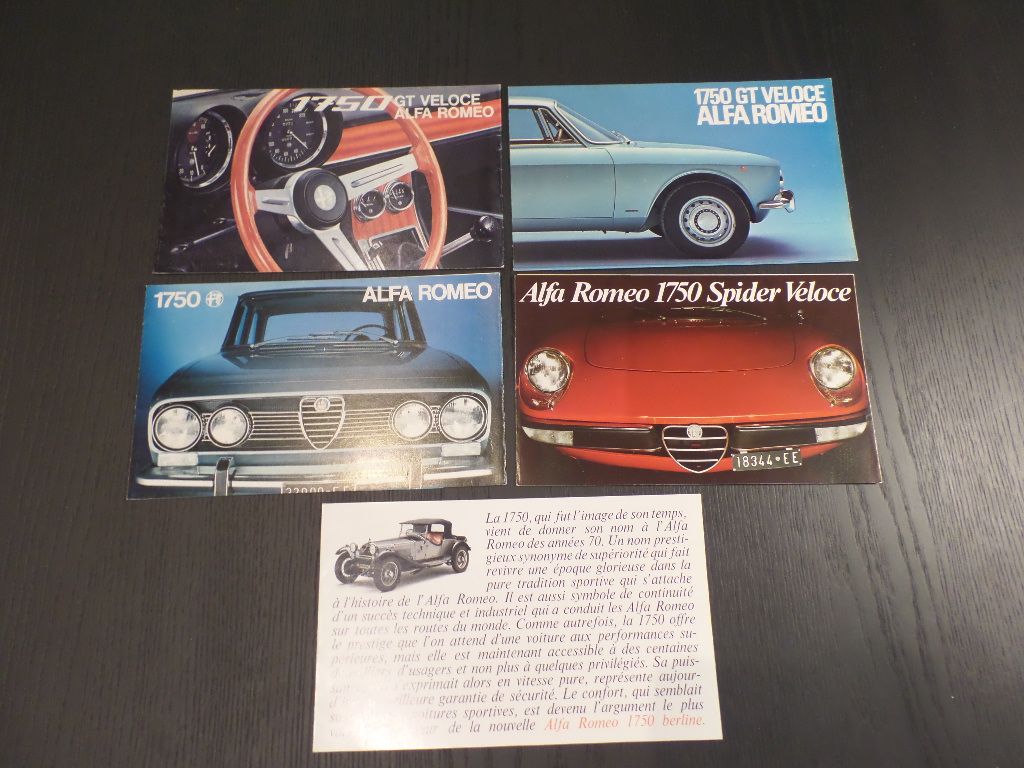 1750 GT VELOCE
ALFA ROMEO
1750 GT VELOCE
ALFA ROMEO
1750 ALFA ROMEO
Alfa Romeo 1750 Spider Veloce
18344 • EE
La 1750, qui fut l'image de son temps,
vient de donner son nom à l'Alfa
Romeo des années 70. Un nom presti-
gieux synonyme de supériorité qui fait
revivre une époque glorieuse dans la
pure tradition sportive qui s'attache
à l'histoire de l'Alfa Romeo. Il est aussi symbole de continuité
d'un succès technique et industriel qui a conduit les Alfa Romeo
sur toutes les routes du monde. Comme autrefois, la 1750 offre
le prestige que l'on attend d'une voiture aux performances su-
périeures, mais elle est maintenant accessible à des centaines
d'usagers et non plus à quelques privilégiés. Sa puis-
exprimait alors en vitesse pure, représente aujour-
garantie de sécurité. Le confort, qui semblait
voitures sportives, est devenu l'argument le plus
de la nouvelle Alfa Romeo 1750 berline.